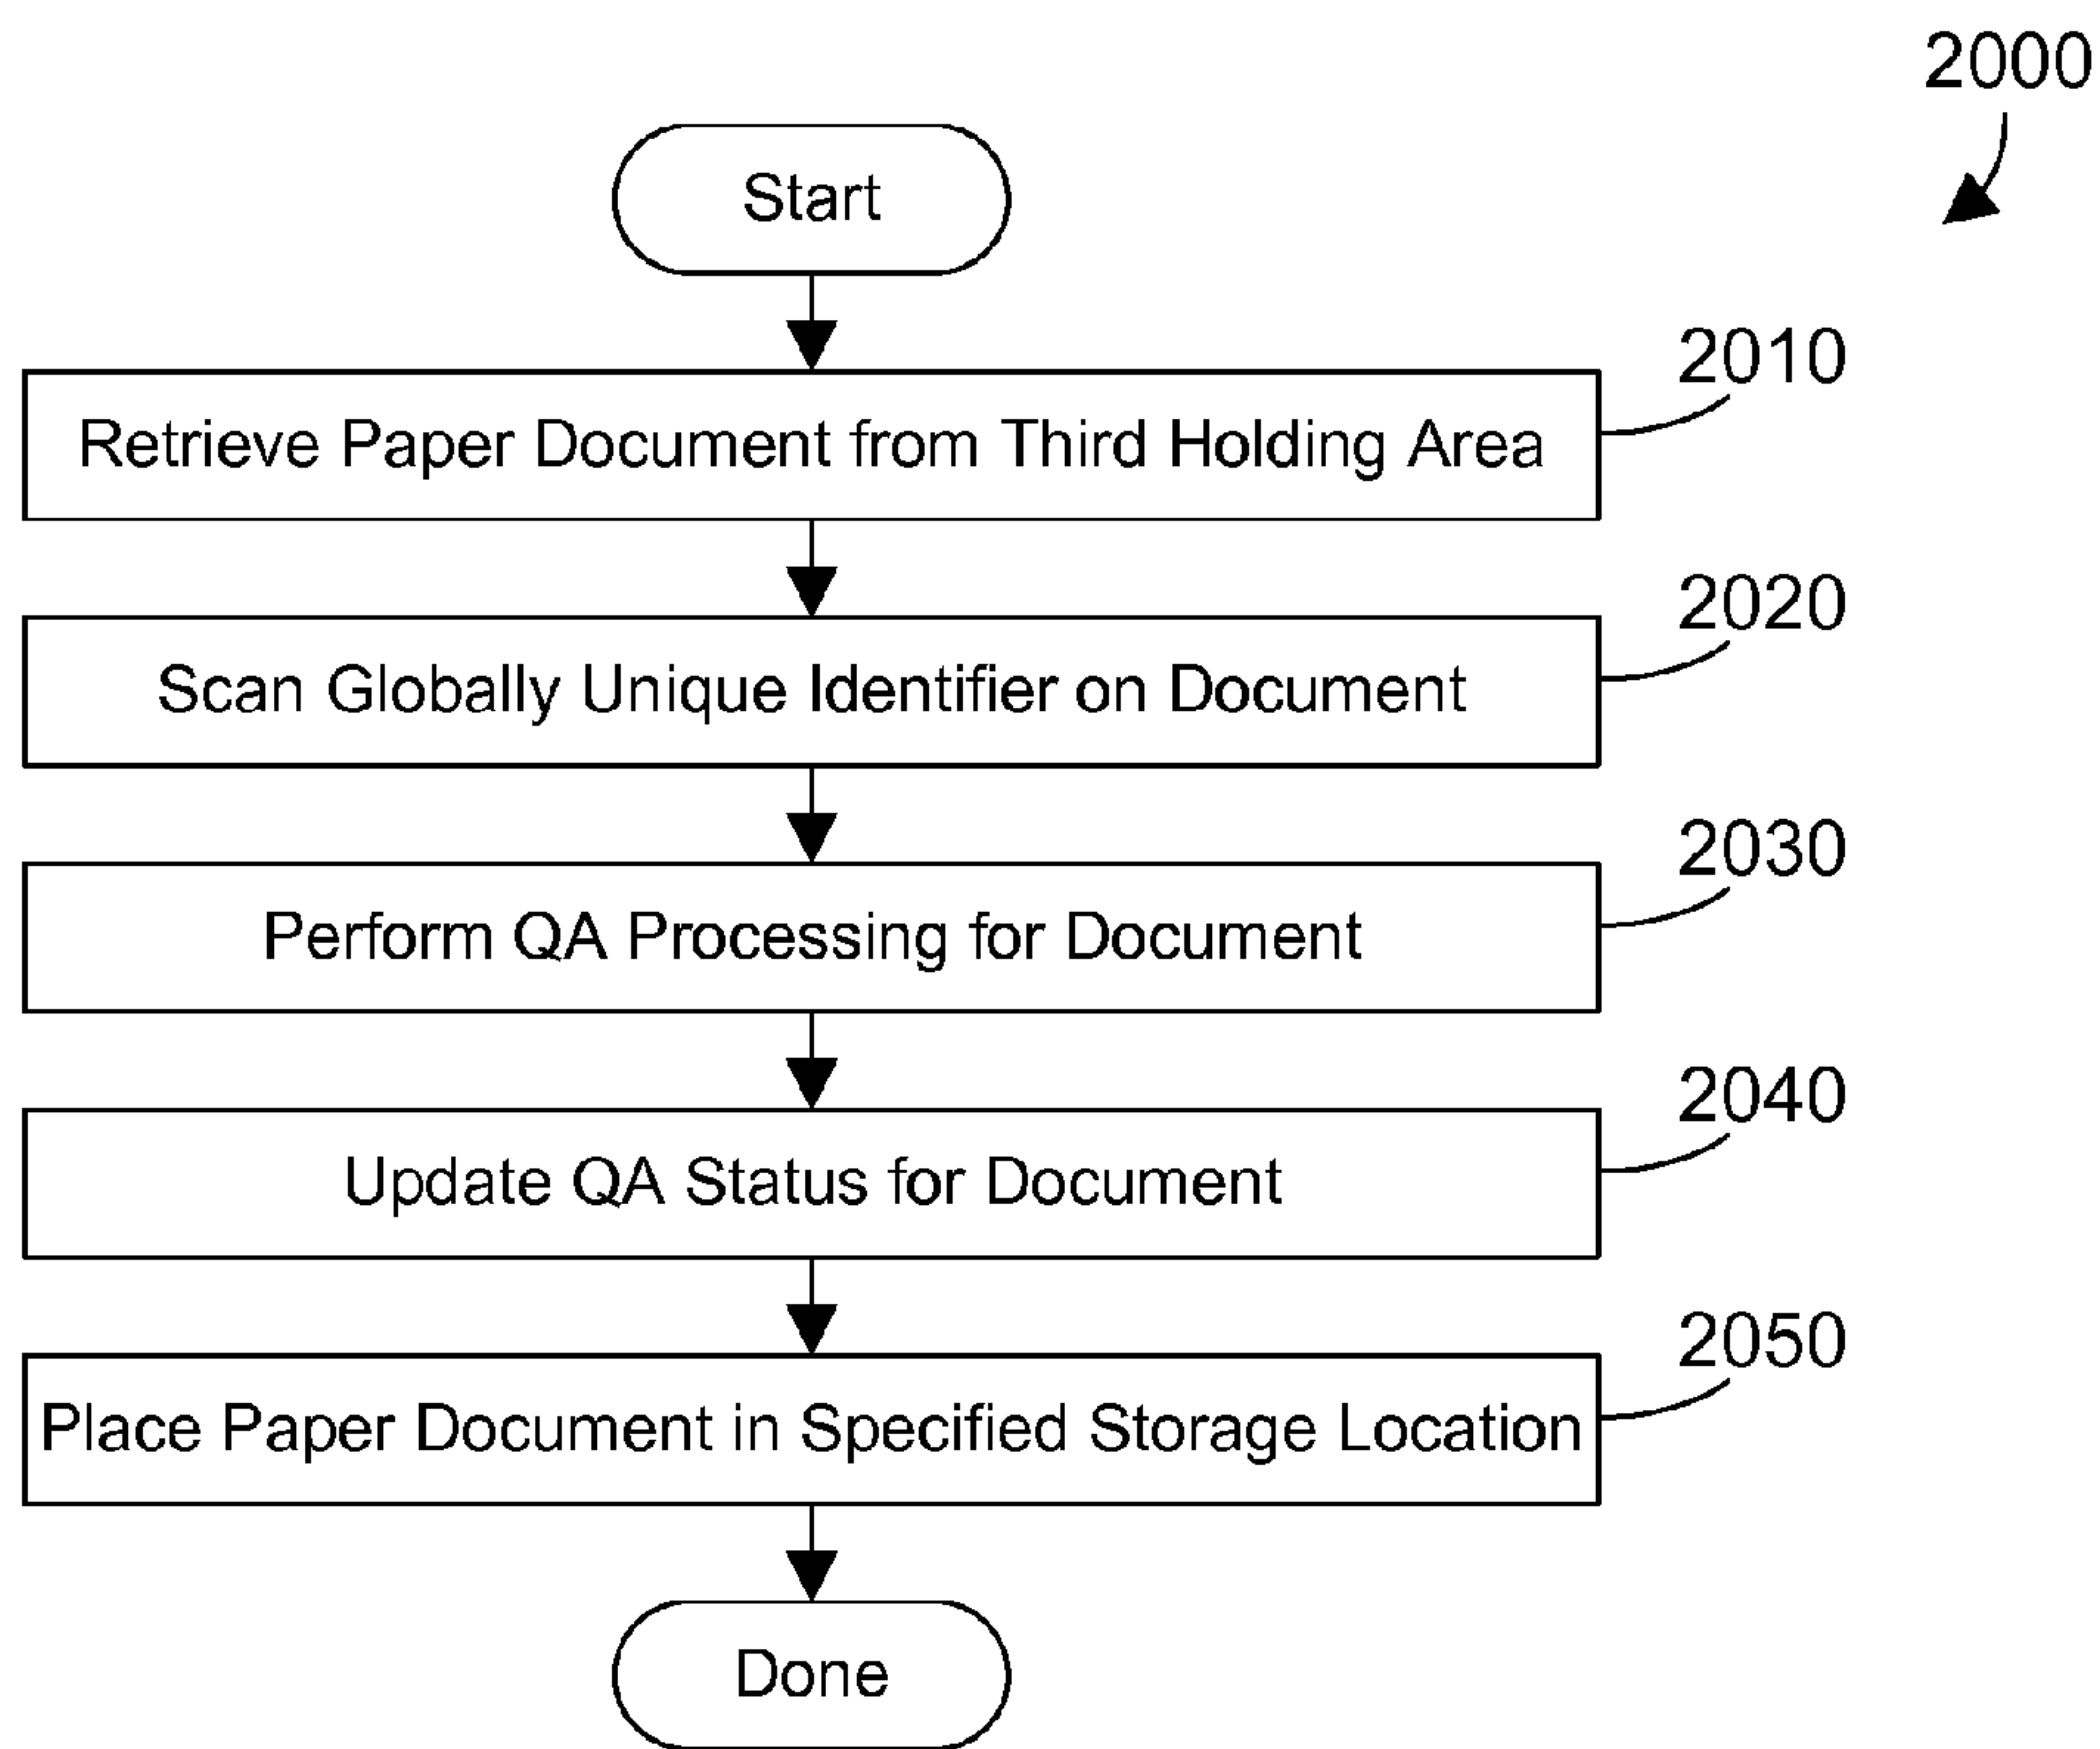 2000
Start
2010
Retrieve Paper Document from Third Holding Area
2020
Scan Globally Unique Identifier on Document
2030
Perform QA Processing for Document
2040
Update QA Status for Document
2050
Place Paper Document in Specified Storage Location
Done